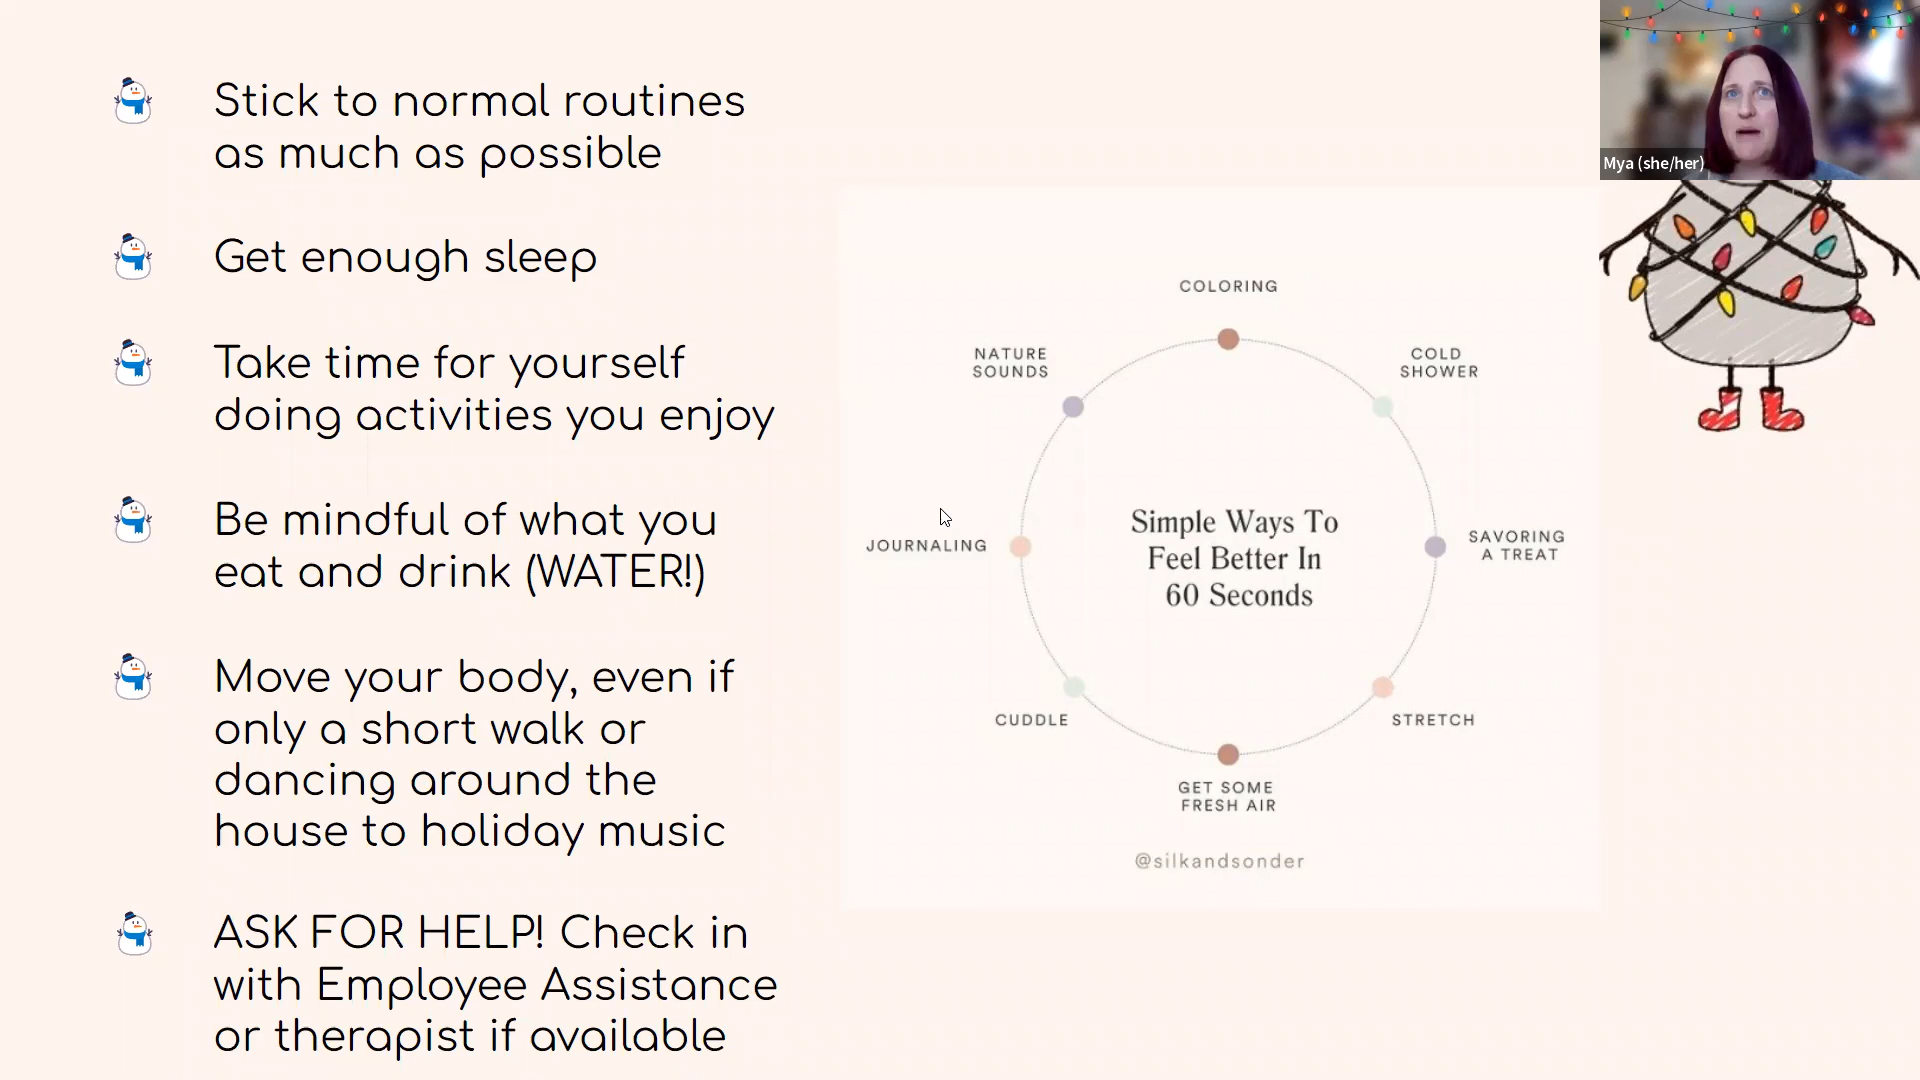 Stick to normal routines
as much as possible
Get enough sleep
Take time for yourself
doing activities you enjoy
Be mindful of what you
eat and drink (WATER!)
Move your body, even if
only a short walk or
dancing around the
house to holiday music
ASK FOR HELP! Check in
with Employee Assistance
or therapist if available
COLORING
NATURE
SOUNDS
COLD
SHOWER
JOURNALING
Simple Ways To
Feel Better In
60 Seconds
SAVORING
A TREAT
CUDDLE
STRETCH
GET SOME
FRESH AIR
@silkandsonder
Mya (she/her)